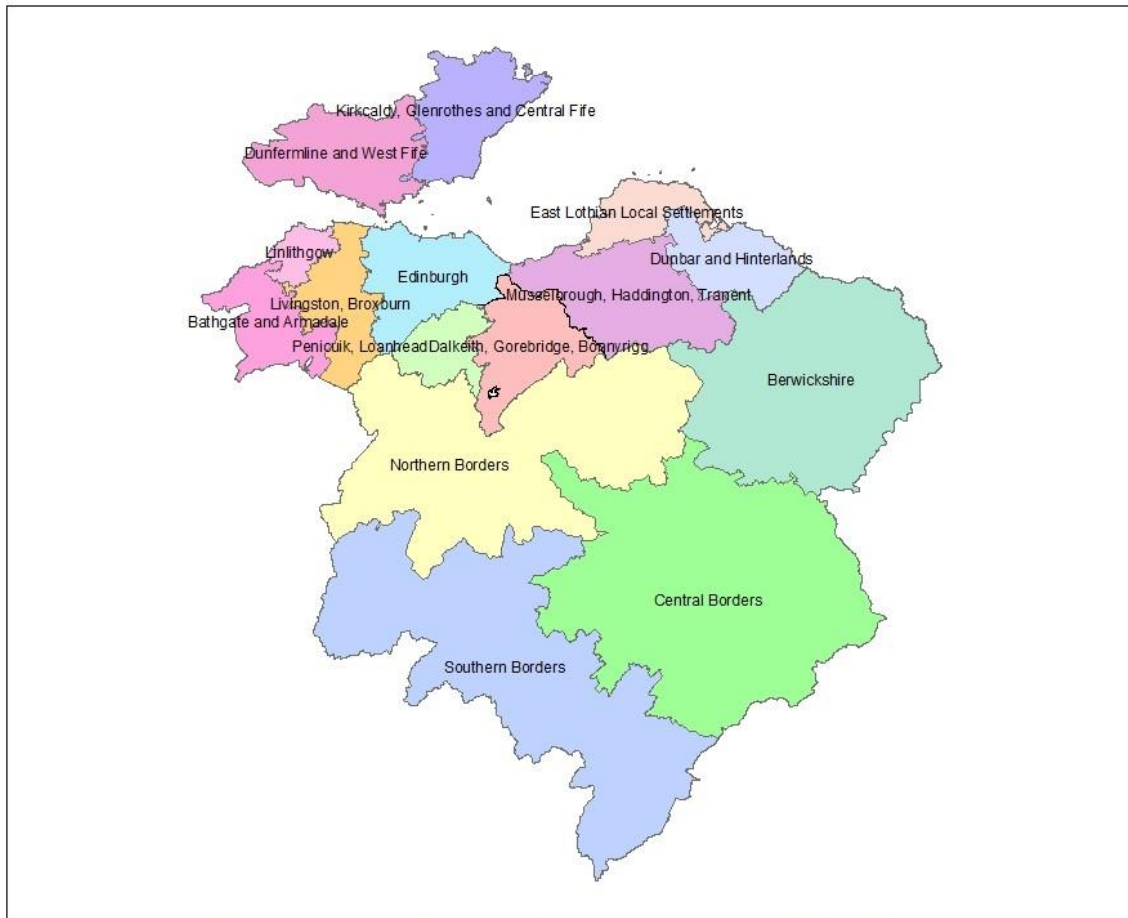 Kirkcaldy, Glenrothes and Central Fife
Dunfermline and West Fife
East Lothian Local Settlements
Linlithgow
Dunbar and Hinterlands
Edinburgh
Musselborough, Haddington, Tranent
Livingston, Broxburn
Bathgate and Armadale
Penicuik, Loanhead
Dalkeith, Gorebridge, Bonnyrigg
Berwickshire
Northern Borders
Central Borders
Southern Borders